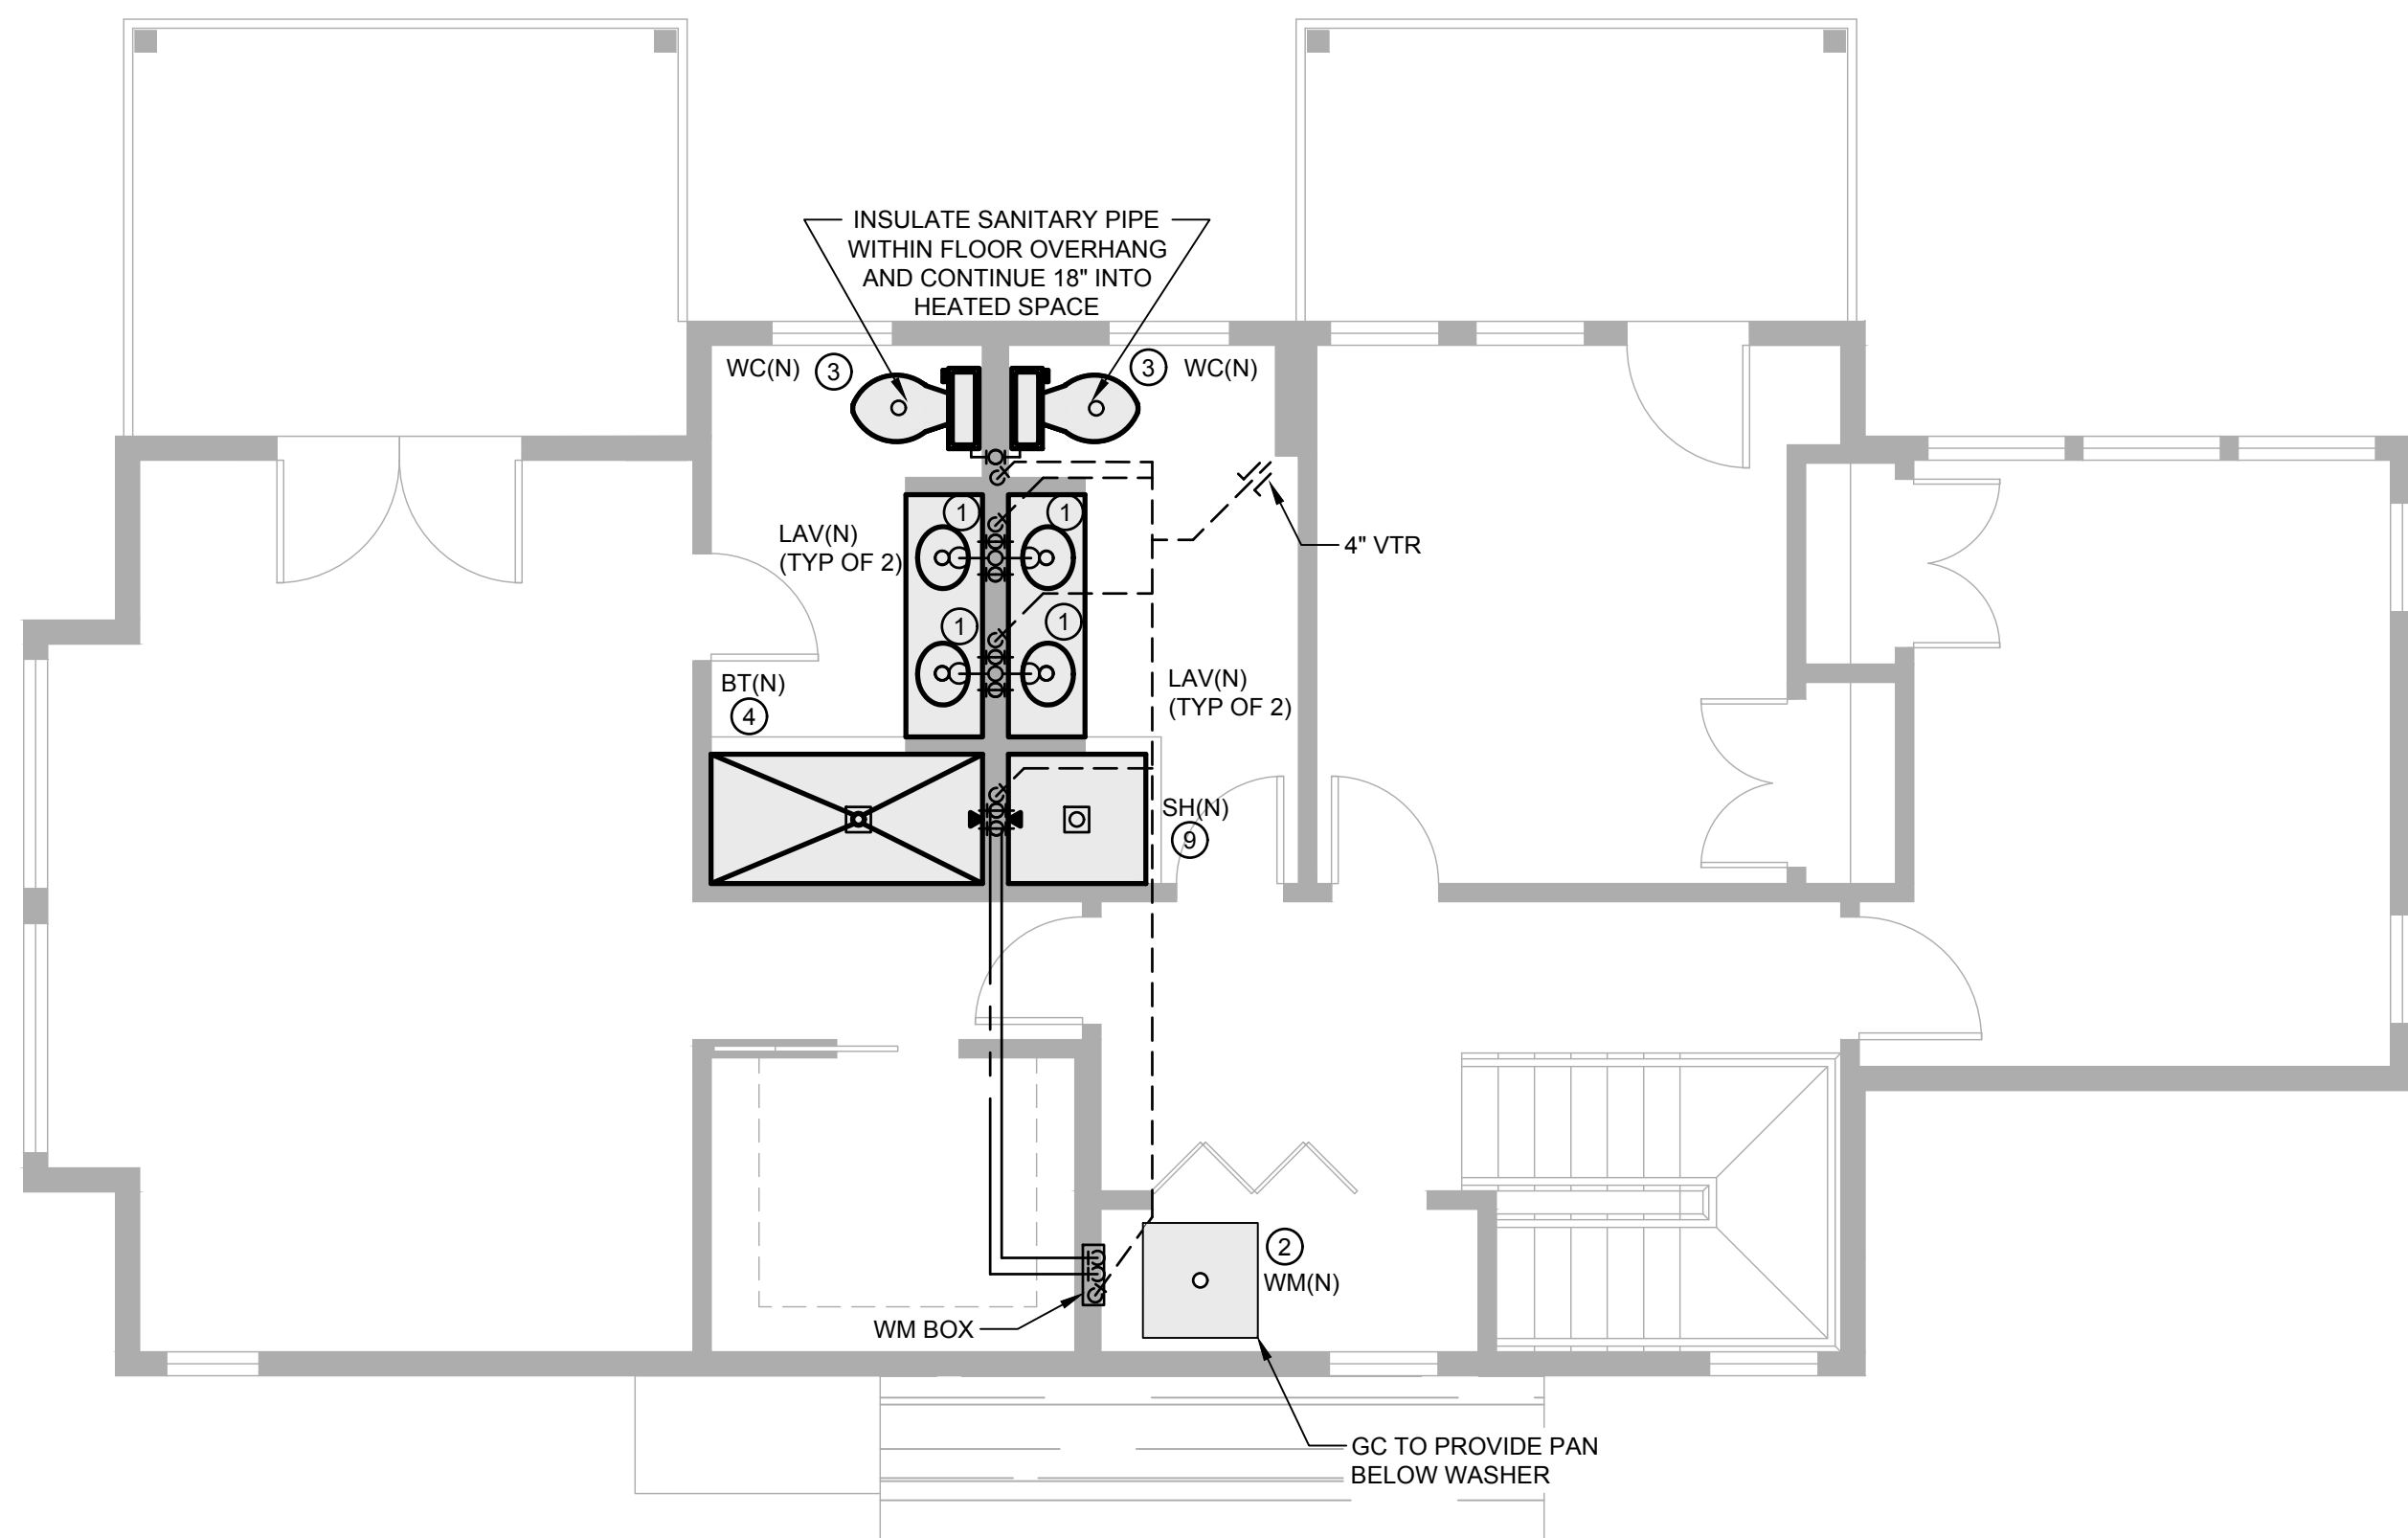 INSULATE SANITARY PIPE
WITHIN FLOOR OVERHANG
AND CONTINUE 18" INTO
HEATED SPACE
WC(N) 3
3 WC(N)
1 1
LAV(N)
(TYP OF 2)
4" VTR
1 1
BT(N)
4
LAV(N)
(TYP OF 2)
SH(N)
9
2
WM(N)
WM BOX
GC TO PROVIDE PAN
BELOW WASHER